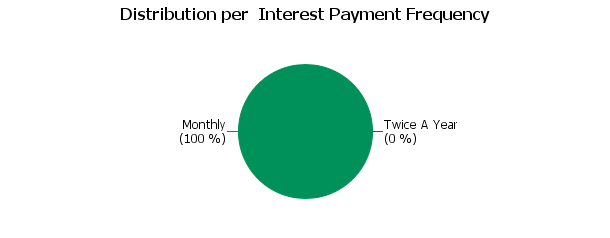 Distribution per  Interest Payment Frequency
Monthly
(100 %)
Twice A Year
(0 %)